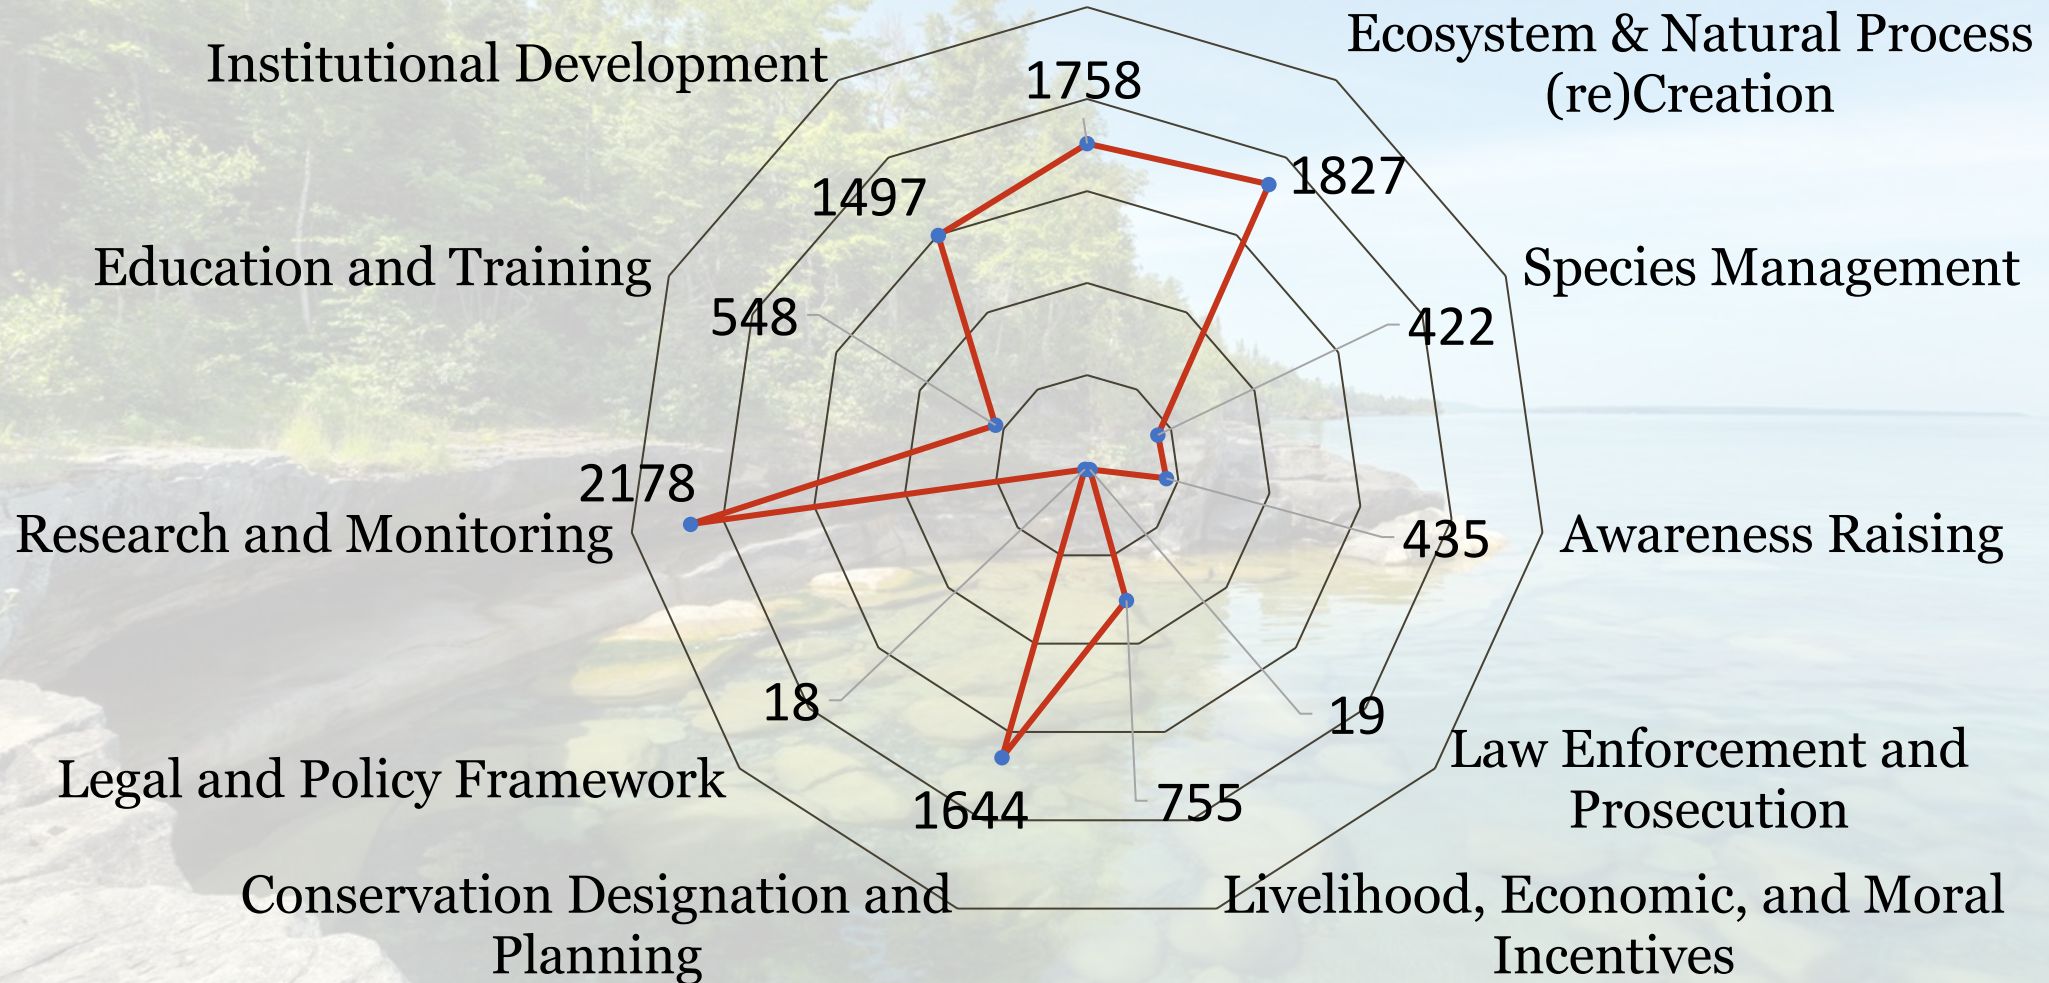 Ecosystem & Natural Process
(re)Creation
Institutional Development
1758
1827
1497
Education and Training
Species Management
548
422
2178
Research and Monitoring
435
Awareness Raising
18
19
Law Enforcement and
Prosecution
Legal and Policy Framework
1644
755
Conservation Designation and
Planning
Livelihood, Economic, and Moral
Incentives